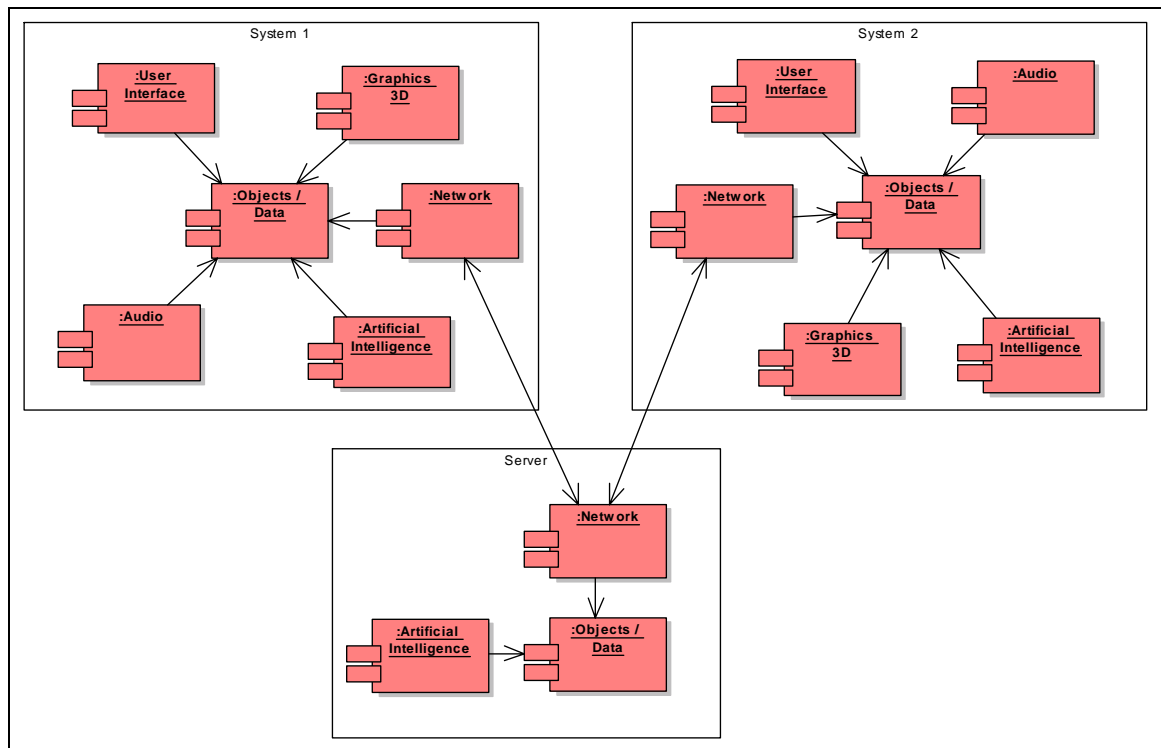 System 1
:User
Interface
:Graphics
3D
:Objects /
Data
:Network
:Audio
:Artificial
Intelligence
System 2
:User
Interface
:Audio
:Network
:Objects /
Data
:Graphics
3D
:Artificial
Intelligence
Server
:Network
:Artificial
Intelligence
:Objects /
Data